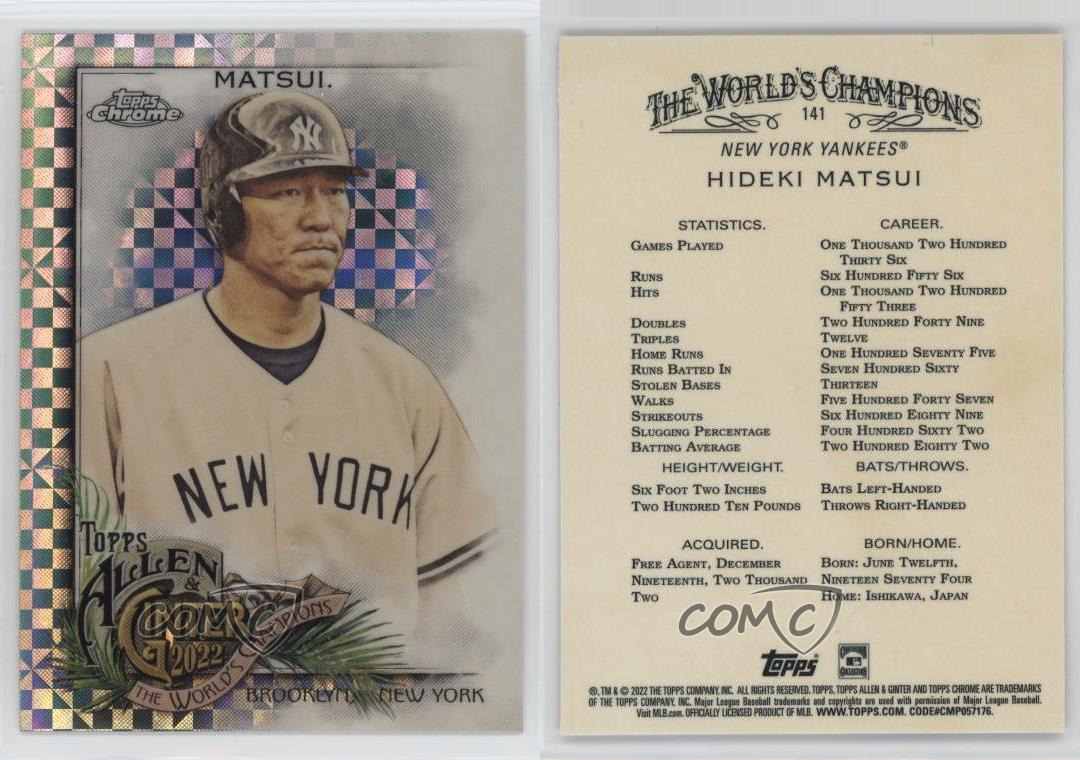 MATSUI.
Topps
Chrome
NY
NEW YORK
TOPPS
ALLEN
&
GINTER
2022
THE WORLD'S CHAMPIONS
BROOKLYN, NEW YORK
COMC
THE WORLD'S CHAMPIONS
141
NEW YORK YANKEES®
HIDEKI MATSUI
STATISTICS. CAREER.
GAMES PLAYED ONE THOUSAND TWO HUNDRED
THIRTY SIX
RUNS SIX HUNDRED FIFTY SIX
HITS ONE THOUSAND TWO HUNDRED
FIFTY THREE
DOUBLES TWO HUNDRED FORTY NINE
TRIPLES TWELVE
HOME RUNS ONE HUNDRED SEVENTY FIVE
RUNS BATTED IN SEVEN HUNDRED SIXTY
STOLEN BASES THIRTEEN
WALKS FIVE HUNDRED FORTY SEVEN
STRIKEOUTS SIX HUNDRED EIGHTY NINE
SLUGGING PERCENTAGE FOUR HUNDRED SIXTY TWO
BATTING AVERAGE TWO HUNDRED EIGHTY TWO
HEIGHT/WEIGHT. BATS/THROWS.
SIX FOOT TWO INCHES BATS LEFT-HANDED
TWO HUNDRED TEN POUNDS THROWS RIGHT-HANDED
ACQUIRED. BORN/HOME.
FREE AGENT, DECEMBER BORN: JUNE TWELFTH,
NINETEENTH, TWO THOUSAND NINETEEN SEVENTY FOUR
TWO HOME: ISHIKAWA, JAPAN
COMC
topps
®, TM & © 2022 THE TOPPS COMPANY, INC. ALL RIGHTS RESERVED. TOPPS, TOPPS ALLEN & GINTER AND TOPPS CHROME ARE TRADEMARKS
OF THE TOPPS COMPANY, INC. Major League Baseball trademarks and copyrights are used with permission of Major League Baseball.
Visit MLB.com. OFFICIALLY LICENSED PRODUCT OF MLB. WWW.TOPPS.COM. CODE#CMP057176.